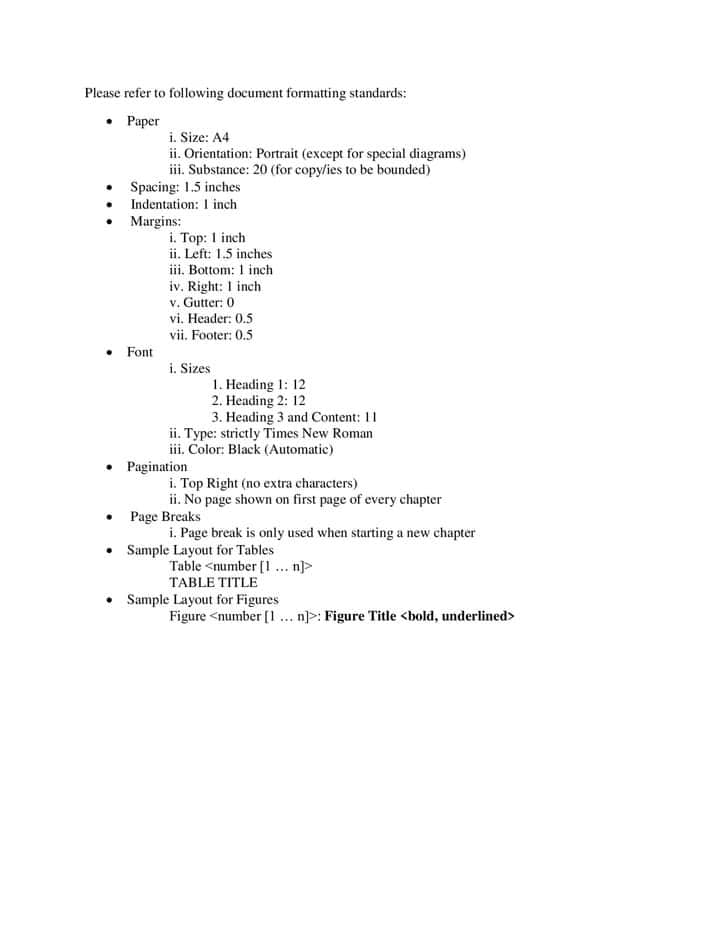 Please refer to following document formatting standards:
• Paper
i. Size: A4
ii. Orientation: Portrait (except for special diagrams)
iii. Substance: 20 (for copy/ies to be bounded)
• Spacing: 1.5 inches
• Indentation: 1 inch
• Margins:
i. Top: 1 inch
ii. Left: 1.5 inches
iii. Bottom: 1 inch
iv. Right: 1 inch
v. Gutter: 0
vi. Header: 0.5
vii. Footer: 0.5
• Font
i. Sizes
1. Heading 1: 12
2. Heading 2: 12
3. Heading 3 and Content: 11
ii. Type: strictly Times New Roman
iii. Color: Black (Automatic)
• Pagination
i. Top Right (no extra characters)
ii. No page shown on first page of every chapter
• Page Breaks
i. Page break is only used when starting a new chapter
• Sample Layout for Tables
Table <number [1 … n]>
TABLE TITLE
• Sample Layout for Figures
Figure <number [1 … n]>: Figure Title <bold, underlined>